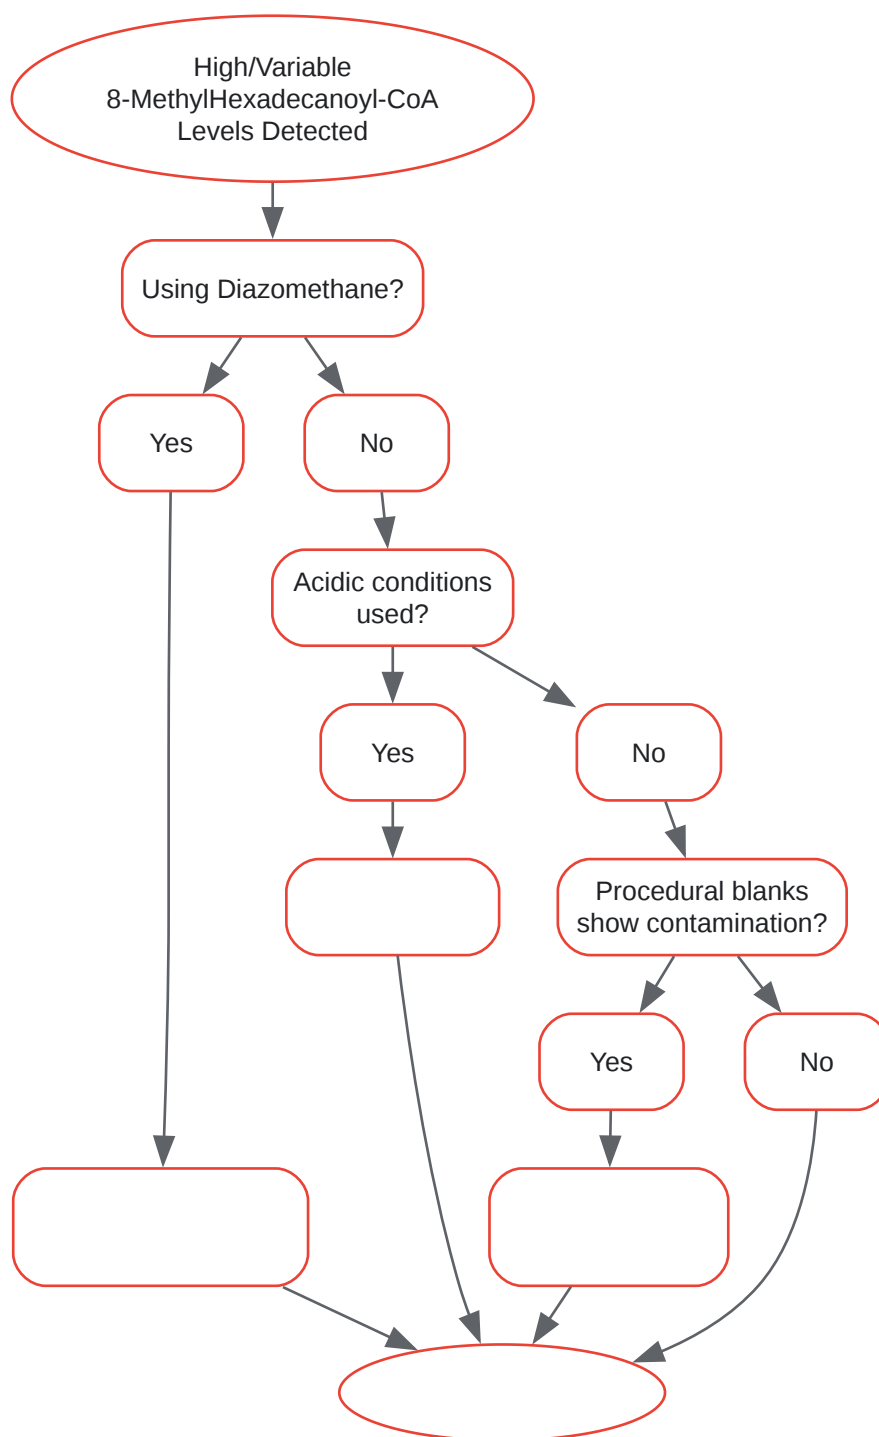 High/Variable
8-MethylHexadecanoyl-CoA
Levels Detected
Using Diazomethane?
Yes
No
Acidic conditions
used?
Yes
No
Procedural blanks
show contamination?
Yes
No